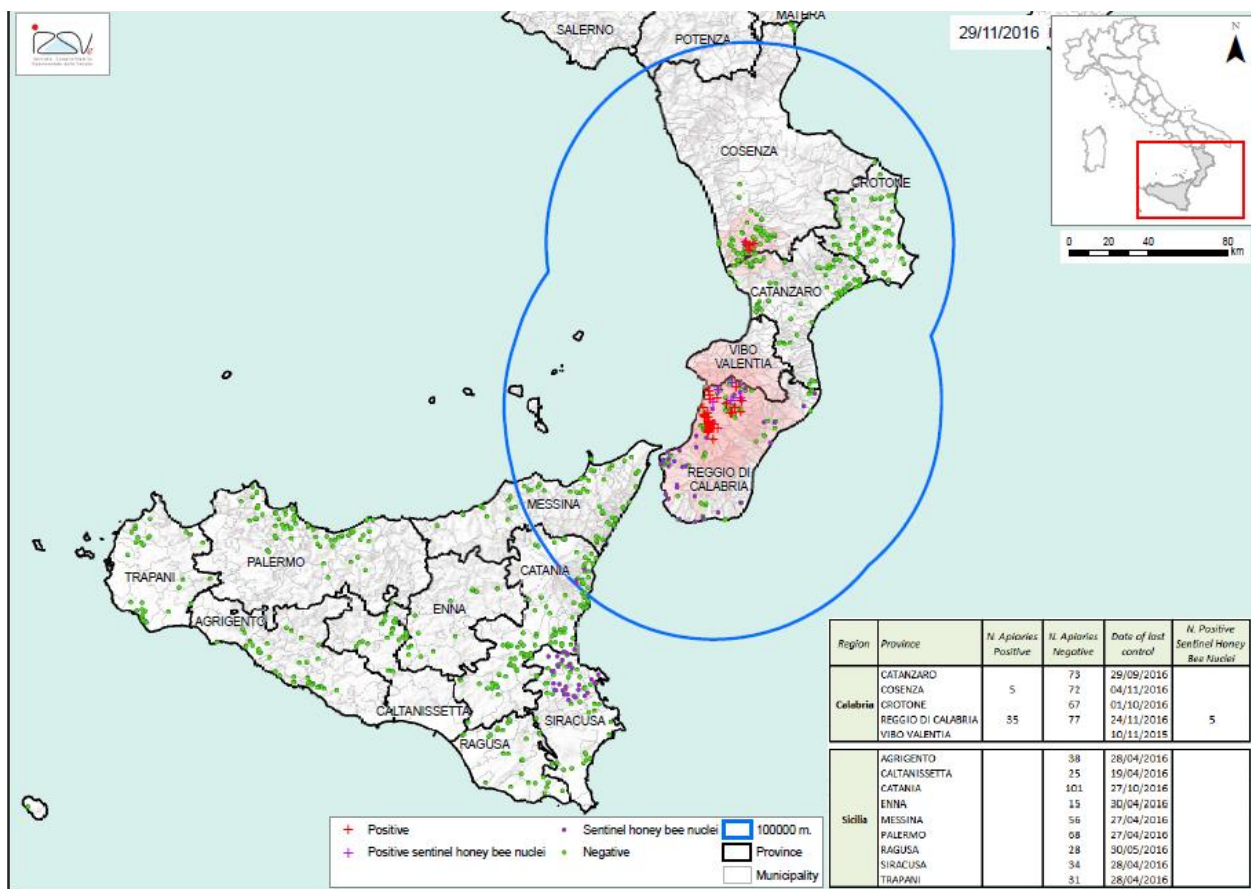 MATERA
SALERNO
POTENZA
29/11/2016
N
COSENZA
CROTONE
0 20 40 80
km
CATANZARO
VIBO
VALENTIA
REGGIO DI
CALABRIA
MESSINA
PALERMO
TRAPANI
CATANIA
ENNA
AGRIGENTO
CALTANISSETTA
SIRACUSA
RAGUSA
Region Province N. Apiaries Positive N. Apiaries Negative Date of last control N. Positive Sentinel Honey Bee Nuclei
Calabria
CATANZARO 73 29/09/2016
COSENZA 5 72 04/11/2016
CROTONE 67 01/10/2016
REGGIO DI CALABRIA 35 77 24/11/2016 5
VIBO VALENTIA 10/11/2015
Sicilia
AGRIGENTO 38 28/04/2016
CALTANISSETTA 25 19/04/2016
CATANIA 101 27/10/2016
ENNA 15 30/04/2016
MESSINA 56 27/04/2016
PALERMO 68 27/04/2016
RAGUSA 28 30/05/2016
SIRACUSA 34 28/04/2016
TRAPANI 31 28/04/2016
Positive
Sentinel honey bee nuclei
100000 m.
Positive sentinel honey bee nuclei
Negative
Province
Municipality